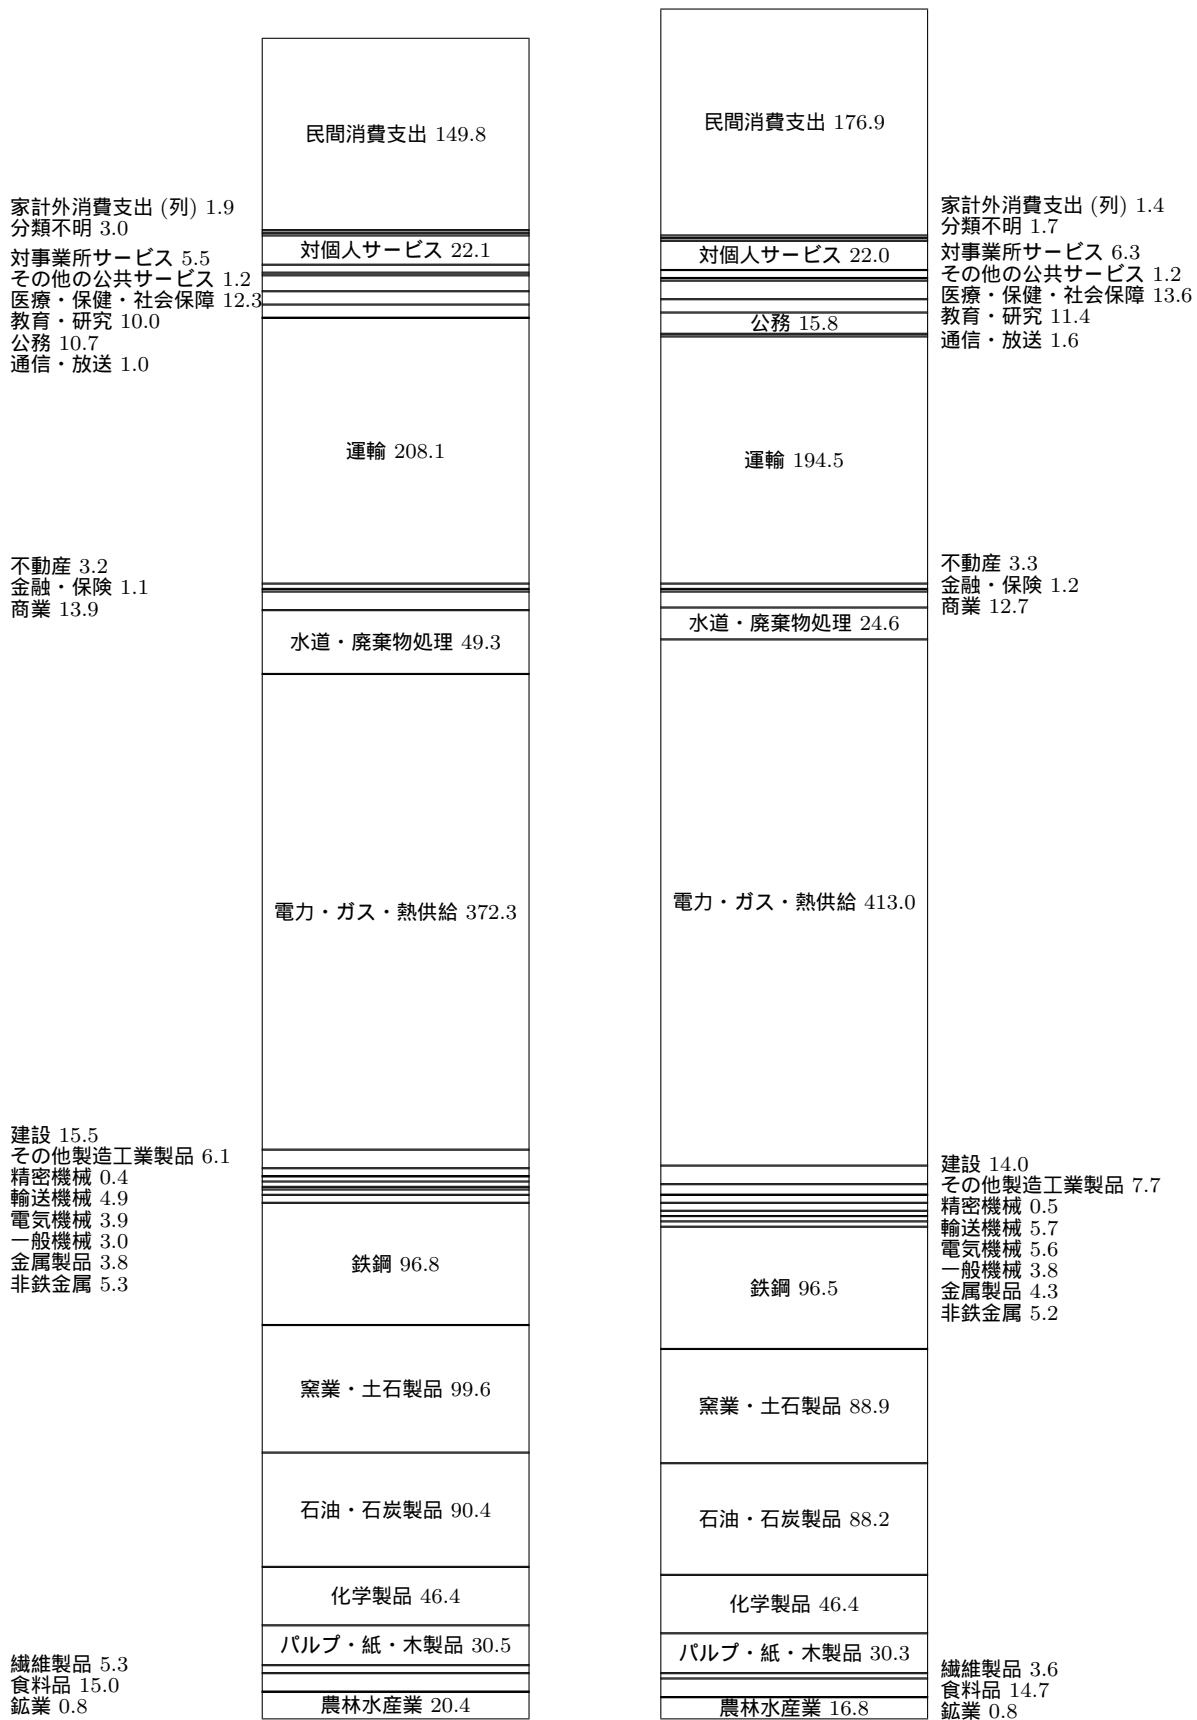 民間消費支出 149.8
家計外消費支出 (列) 1.9
分類不明 3.0
対個人サービス 22.1
対事業所サービス 5.5
その他の公共サービス 1.2
医療・保健・社会保障 12.3
教育・研究 10.0
公務 10.7
通信・放送 1.0
運輸 208.1
不動産 3.2
金融・保険 1.1
商業 13.9
水道・廃棄物処理 49.3
電力・ガス・熱供給 372.3
建設 15.5
その他製造工業製品 6.1
精密機械 0.4
輸送機械 4.9
電気機械 3.9
一般機械 3.0
金属製品 3.8
非鉄金属 5.3
鉄鋼 96.8
窯業・土石製品 99.6
石油・石炭製品 90.4
化学製品 46.4
パルプ・紙・木製品 30.5
繊維製品 5.3
食料品 15.0
鉱業 0.8
農林水産業 20.4
民間消費支出 176.9
家計外消費支出 (列) 1.4
分類不明 1.7
対個人サービス 22.0
対事業所サービス 6.3
その他の公共サービス 1.2
医療・保健・社会保障 13.6
教育・研究 11.4
公務 15.8
通信・放送 1.6
運輸 194.5
不動産 3.3
金融・保険 1.2
商業 12.7
水道・廃棄物処理 24.6
電力・ガス・熱供給 413.0
建設 14.0
その他製造工業製品 7.7
精密機械 0.5
輸送機械 5.7
電気機械 5.6
一般機械 3.8
金属製品 4.3
非鉄金属 5.2
鉄鋼 96.5
窯業・土石製品 88.9
石油・石炭製品 88.2
化学製品 46.4
パルプ・紙・木製品 30.3
繊維製品 3.6
食料品 14.7
鉱業 0.8
農林水産業 16.8